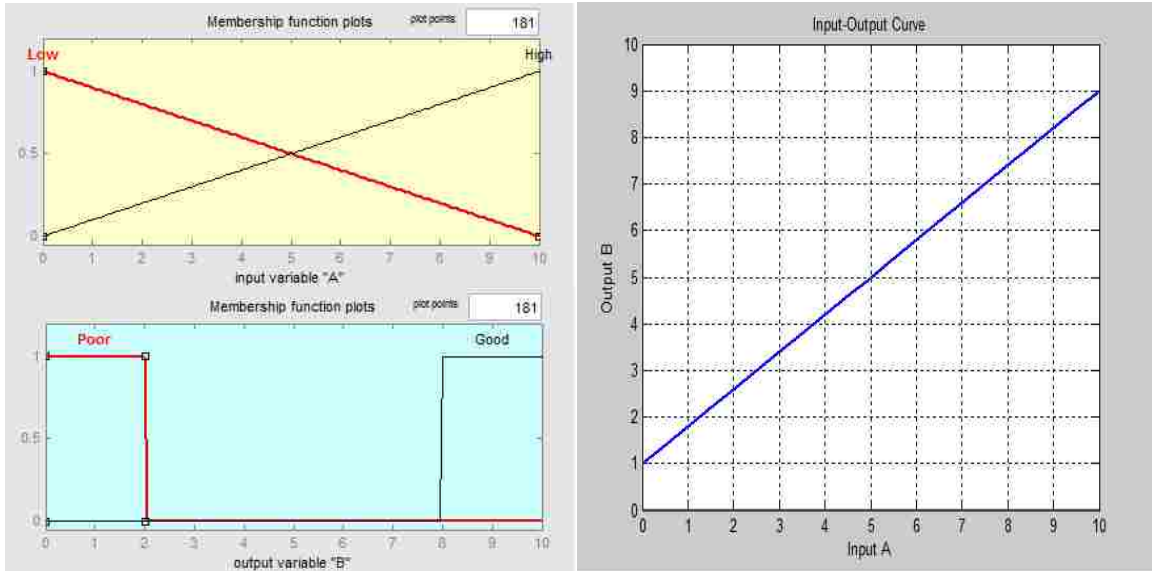 Membership function plots plot points: 181
Low High
1
0.5
0
0 1 2 3 4 5 6 7 8 9 10
input variable "A"
Membership function plots plot points: 181
Poor Good
1
0.5
0
0 1 2 3 4 5 6 7 8 9 10
output variable "B"
Input-Output Curve
10
9
8
7
6
5
4
3
2
1
0
Output B
0 1 2 3 4 5 6 7 8 9 10
Input A